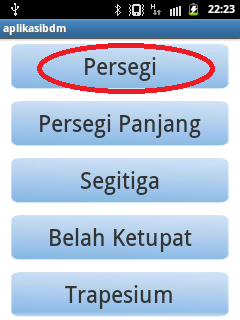 22:23
aplikasibdm
Persegi
Persegi Panjang
Segitiga
Belah Ketupat
Trapesium